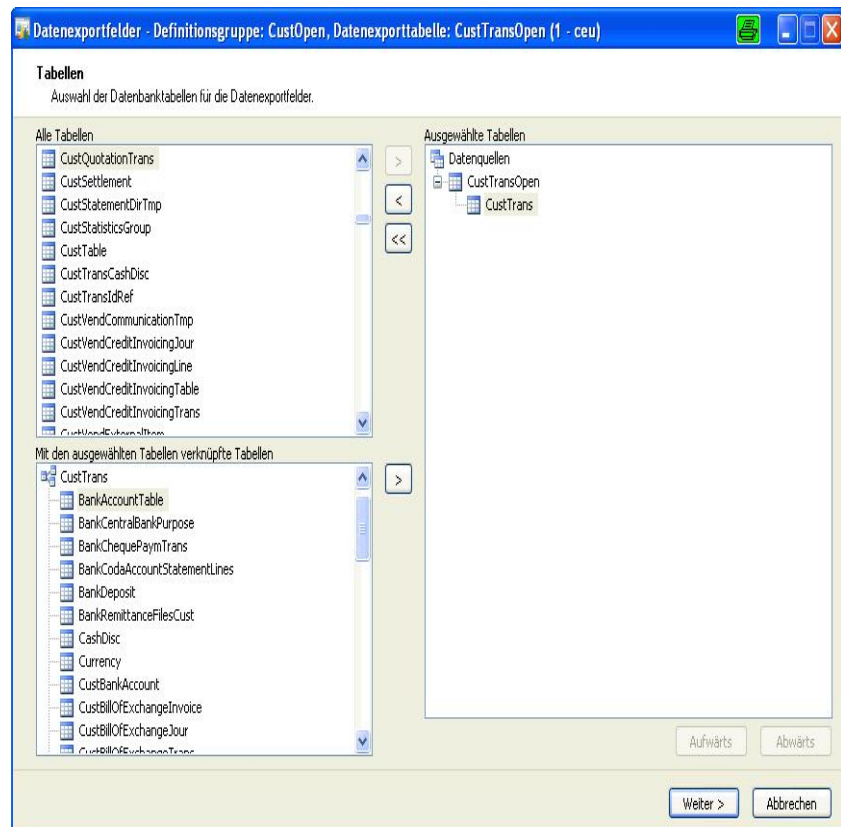 Datenexportfelder - Definitionsgruppe: CustOpen, Datenexporttabelle: CustTransOpen (1 - ceu)
Tabellen
Auswahl der Datenbanktabellen für die Datenexportfelder.
Alle Tabellen
CustQuotationTrans
CustSettlement
CustStatementDirTmp
CustStatisticsGroup
CustTable
CustTransCashDisc
CustTransIdRef
CustVendCommunicationTmp
CustVendCreditInvoicingJour
CustVendCreditInvoicingLine
CustVendCreditInvoicingTable
CustVendCreditInvoicingTrans
CustVendExternalItem
>
<
<<
Ausgewählte Tabellen
Datenquellen
CustTransOpen
CustTrans
Mit den ausgewählten Tabellen verknüpfte Tabellen
CustTrans
BankAccountTable
BankCentralBankPurpose
BankChequePaymTrans
BankCodaAccountStatementLines
BankDeposit
BankRemittanceFilesCust
CashDisc
Currency
CustBankAccount
CustBillOfExchangeInvoice
CustBillOfExchangeJour
CustBillOfExchangeTrans
>
Aufwärts Abwärts
Weiter > Abbrechen